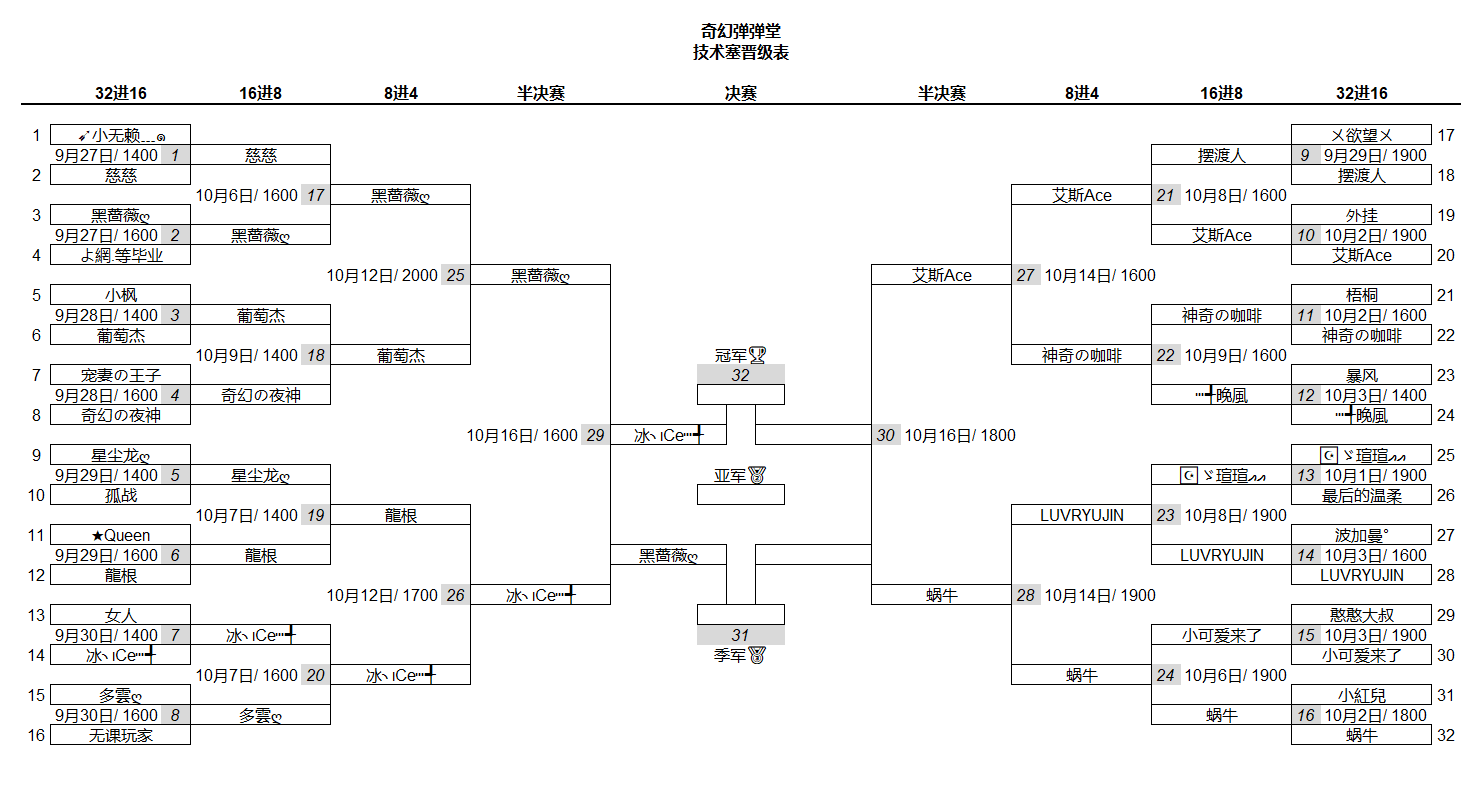 奇幻弹弹堂
技术塞晋级表
32进16 16进8 8进4 半决赛 决赛 半决赛 8进4 16进8 32进16
1 ➶小无赖﹍๑ 乄欲望乄 17
9月27日/ 1400 1 慈慈 摆渡人 9 9月29日/ 1900
2 慈慈 摆渡人 18
10月6日/ 1600 17 黑蔷薇ღ 艾斯Ace 21 10月8日/ 1600
3 黑蔷薇ღ 外挂 19
9月27日/ 1600 2 黑蔷薇ღ 艾斯Ace 10 10月2日/ 1900
4 よ網.等毕业 艾斯Ace 20
10月12日/ 2000 25 黑蔷薇ღ 艾斯Ace 27 10月14日/ 1600
5 小枫 梧桐 21
9月28日/ 1400 3 葡萄杰 神奇の咖啡 11 10月2日/ 1600
6 葡萄杰 神奇の咖啡 22
10月9日/ 1400 18 葡萄杰 冠军🏆 神奇の咖啡 22 10月9日/ 1600
7 宠妻の王子 32 暴风 23
9月28日/ 1600 4 奇幻の夜神 ┉╃晚風 12 10月3日/ 1400
8 奇幻の夜神 ┉╃晚風 24
10月16日/ 1600 29 冰ヽıCe┉╃ 30 10月16日/ 1800
9 星尘龙ღ ☪ゞ瑄瑄ᨒ 25
9月29日/ 1400 5 星尘龙ღ 亚军🥈 ☪ゞ瑄瑄ᨒ 13 10月1日/ 1900
10 孤战 最后的温柔 26
10月7日/ 1400 19 龍根 LUVRYUJIN 23 10月8日/ 1900
11 ★Queen 波加曼° 27
9月29日/ 1600 6 龍根 黑蔷薇ღ LUVRYUJIN 14 10月3日/ 1600
12 龍根 LUVRYUJIN 28
10月12日/ 1700 26 冰ヽıCe┉╃ 蜗牛 28 10月14日/ 1900
13 女人 憨憨大叔 29
9月30日/ 1400 7 冰ヽıCe┉╃ 31 小可爱来了 15 10月3日/ 1900
14 冰ヽıCe┉╃ 季军🥉 小可爱来了 30
10月7日/ 1600 20 冰ヽıCe┉╃ 蜗牛 24 10月6日/ 1900
15 多雲ღ 小紅兒 31
9月30日/ 1600 8 多雲ღ 蜗牛 16 10月2日/ 1800
16 无课玩家 蜗牛 32